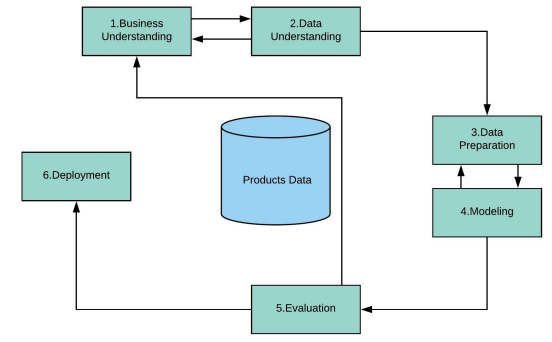 1.Business
Understanding
2.Data
Understanding
3.Data
Preparation
Products Data
6.Deployment
4.Modeling
5.Evaluation